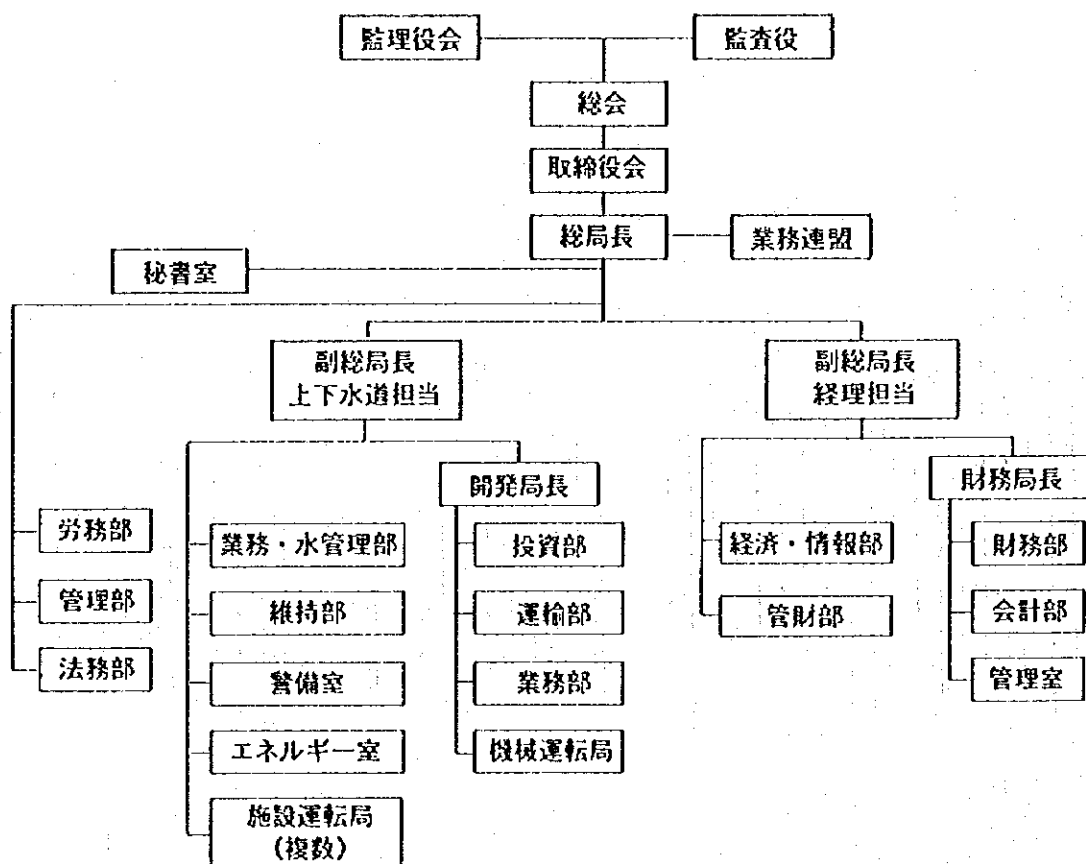 監理役会
監査役
総会
取締役会
総局長
業務連盟
秘書室
副総局長
上下水道担当
副総局長
経理担当
開発局長
財務局長
労務部
業務・水管理部
投資部
経済・情報部
財務部
管理部
維持部
運輸部
管財部
会計部
法務部
警備室
業務部
管理室
エネルギー室
機械運転局
施設運転局
(複数)